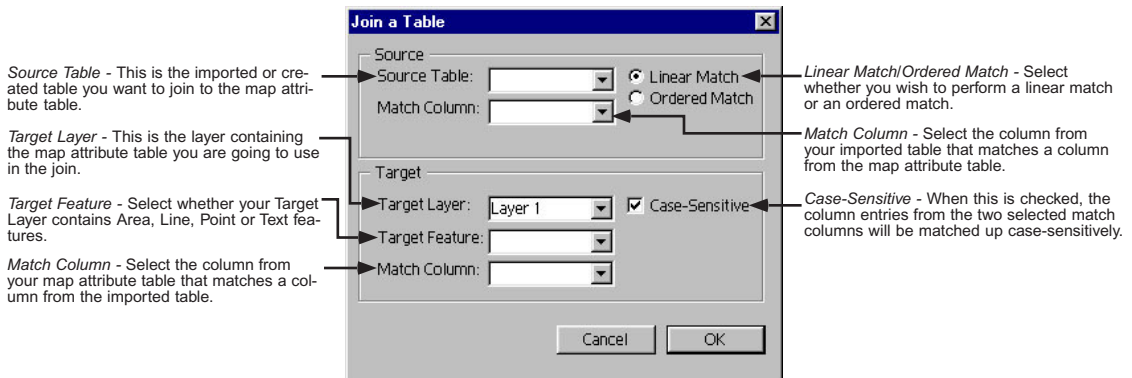 Source Table - This is the imported or cre-
ated table you want to join to the map attri-
bute table.
Target Layer - This is the layer containing
the map attribute table you are going to use
in the join.
Target Feature - Select whether your Target
Layer contains Area, Line, Point or Text fea-
tures.
Match Column - Select the column from
your map attribute table that matches a col-
umn from the imported table.
Join a Table
Source
Source Table:
Linear Match
Ordered Match
Match Column:
Target
Target Layer:
Layer 1
Case-Sensitive
Target Feature:
Match Column:
Cancel
OK
Linear Match/Ordered Match - Select
whether you wish to perform a linear match
or an ordered match.
Match Column - Select the column from
your imported table that matches a column
from the map attribute table.
Case-Sensitive - When this is checked, the
column entries from the two selected match
columns will be matched up case-sensitively.